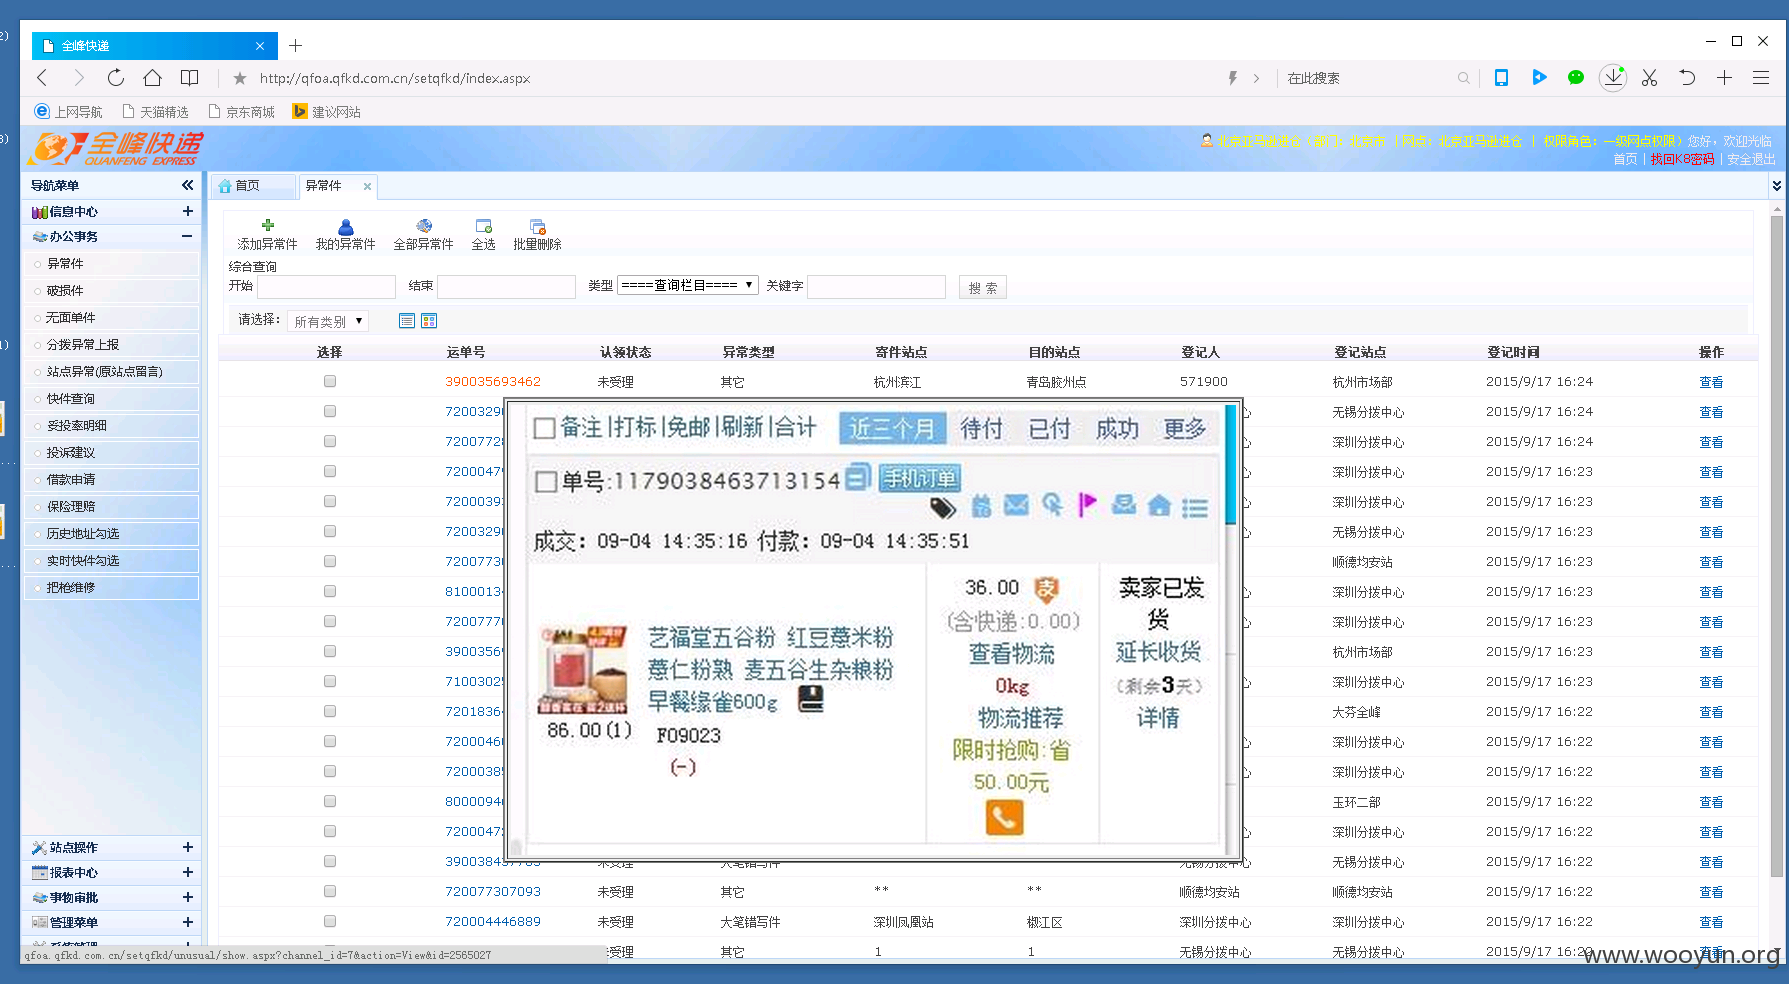 全峰快递
http://qfoa.qfkd.com.cn/setqfkd/index.aspx
在此搜索
上网导航 天猫精选 京东商城 建议网站
全峰快递
QUANFENG EXPRESS
北京市 | 网点：北京亚马逊进仓 | 权限角色：一级网点权限）您好，欢迎光临
首页 | 找回K8密码 | 安全退出
导航菜单
首页 异常件
信息中心
办公事务
异常件
破损件
无面单件
分拨异常上报
站点异常(原站点留言)
快件查询
妥投率明细
投诉建议
借款申请
保险理赔
历史地址勾选
实时快件勾选
把枪维修
站点操作
报表中心
事物审批
管理菜单
添加异常件 我的异常件 全部异常件 全选 批量删除
综合查询
开始 结束 类型 ====查询栏目==== 关键字 搜 索
请选择： 所有类别
选择 运单号 认领状态 异常类型 寄件站点 目的站点 登记人 登记站点 登记时间 操作
390035693462 未受理 其它 杭州滨江 青岛胶州点 571900 杭州市场部 2015/9/17 16:24 查看
无锡分拨中心 2015/9/17 16:24 查看
深圳分拨中心 2015/9/17 16:24 查看
深圳分拨中心 2015/9/17 16:23 查看
深圳分拨中心 2015/9/17 16:23 查看
无锡分拨中心 2015/9/17 16:23 查看
顺德均安站 2015/9/17 16:23 查看
深圳分拨中心 2015/9/17 16:23 查看
深圳分拨中心 2015/9/17 16:23 查看
杭州市场部 2015/9/17 16:23 查看
深圳分拨中心 2015/9/17 16:23 查看
大芬全峰 2015/9/17 16:22 查看
深圳分拨中心 2015/9/17 16:22 查看
深圳分拨中心 2015/9/17 16:22 查看
玉环二部 2015/9/17 16:22 查看
深圳分拨中心 2015/9/17 16:22 查看
未受理 大笔错写件 无锡分拨中心 无锡分拨中心 2015/9/17 16:22 查看
720077307093 未受理 其它 ** ** 顺德均安站 顺德均安站 2015/9/17 16:22 查看
720004446889 未受理 大笔错写件 深圳凤凰站 椒江区 深圳分拨中心 深圳分拨中心 2015/9/17 16:22 查看
未受理 其它 1 1 无锡分拨中心 无锡分拨中心 2015/9/17 16:22 查看
备注|打标|免邮|刷新|合计 近三个月 待付 已付 成功 更多
单号:1179038463713154 手机订单
成交：09-04 14:35:16 付款：09-04 14:35:51
艺福堂五谷粉 红豆薏米粉
薏仁粉熟 麦五谷生杂粮粉
早餐缘雀600g
86.00(1)
F09023
(-)
36.00
(含快递:0.00)
查看物流
0kg
物流推荐
限时抢购:省
50.00元
卖家已发
货
延长收货
(剩余3天)
详情
qfoa.qfkd.com.cn/setqfkd/unusual/show.aspx?channel_id=7&action=View&id=2565027
www.wooyun.org